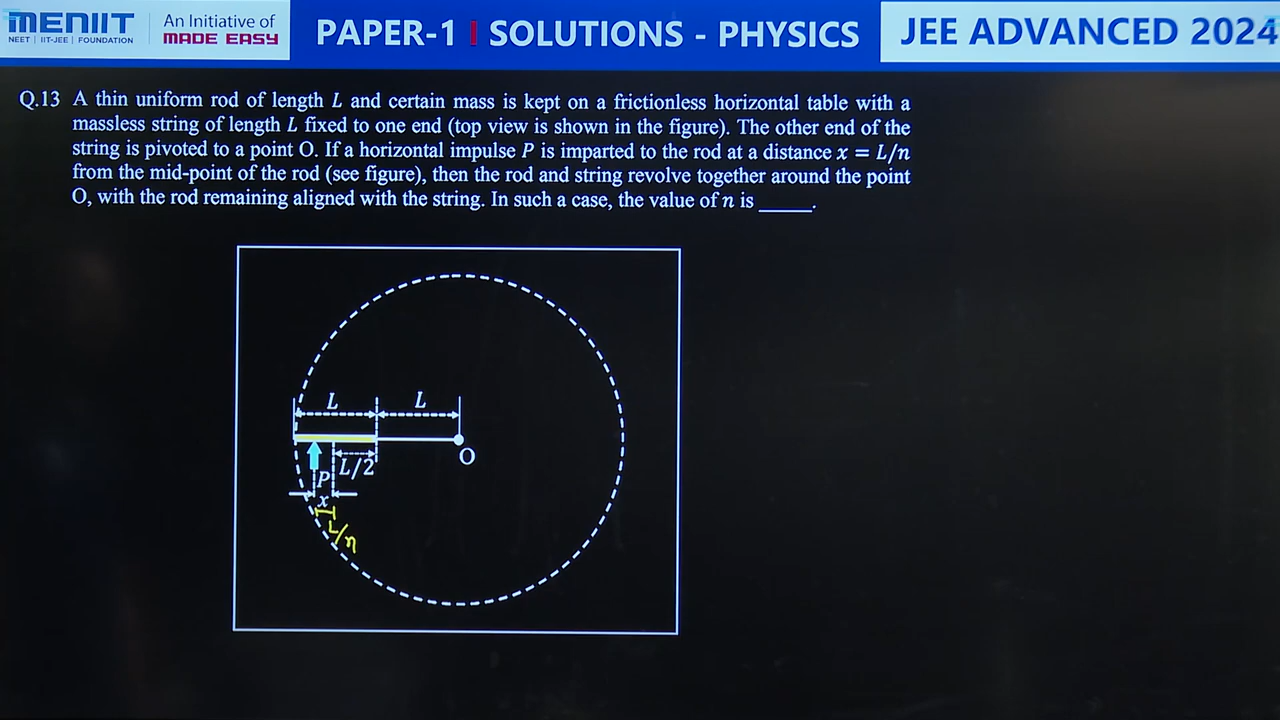 MENIIT
NEET | IIT-JEE | FOUNDATION
An Initiative of
MADE EASY
PAPER-1 | SOLUTIONS - PHYSICS
JEE ADVANCED 2024
Q.13 A thin uniform rod of length L and certain mass is kept on a frictionless horizontal table with a
massless string of length L fixed to one end (top view is shown in the figure). The other end of the
string is pivoted to a point O. If a horizontal impulse P is imparted to the rod at a distance x = L/n
from the mid-point of the rod (see figure), then the rod and string revolve together around the point
O, with the rod remaining aligned with the string. In such a case, the value of n is _____.
L L
L/2 O
P
x
L/n